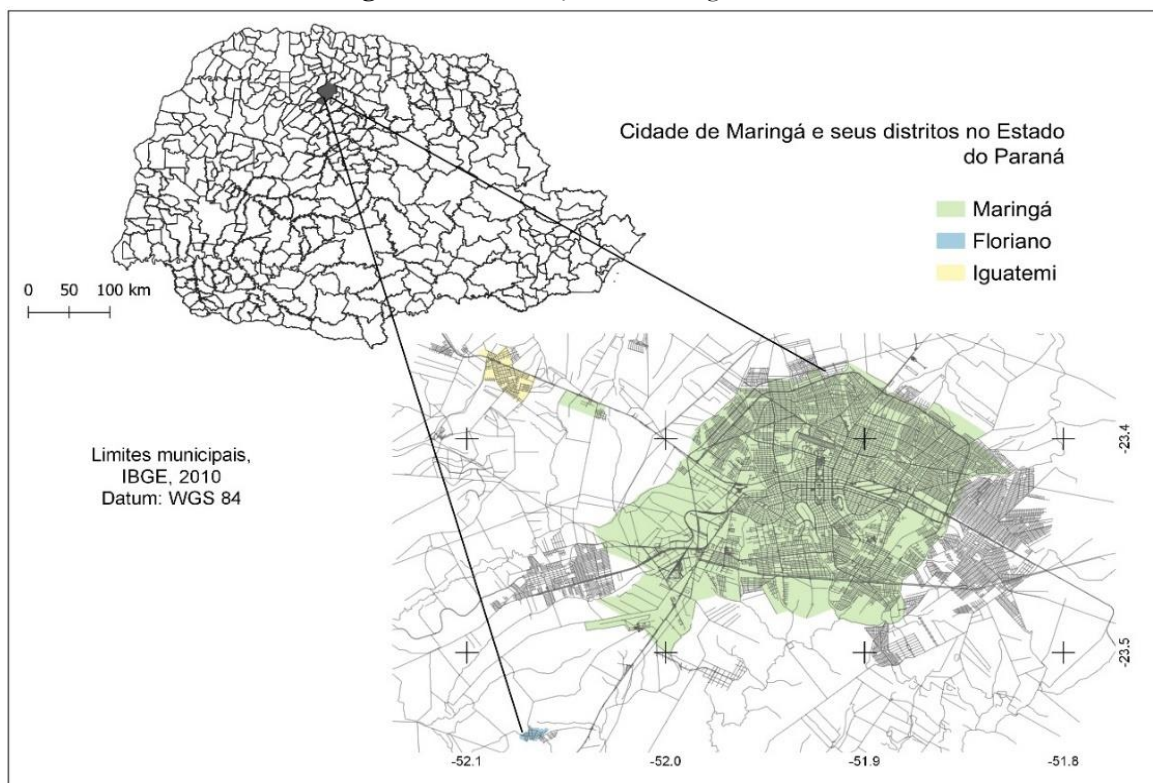 Cidade de Maringá e seus distritos no Estado
do Paraná
Maringá
Floriano
Iguatemi
0 50 100 km
Limites municipais,
IBGE, 2010
Datum: WGS 84
-23.4
-23.5
-52.1 -52.0 -51.9 -51.8